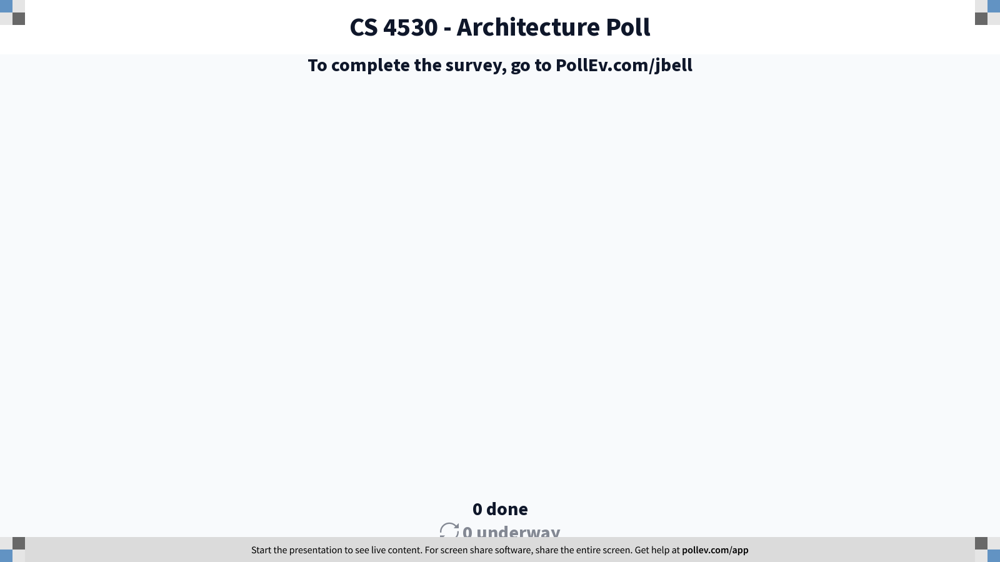 CS 4530 - Architecture Poll
To complete the survey, go to PollEv.com/jbell
0 done
0 underway
Start the presentation to see live content. For screen share software, share the entire screen. Get help at pollev.com/app